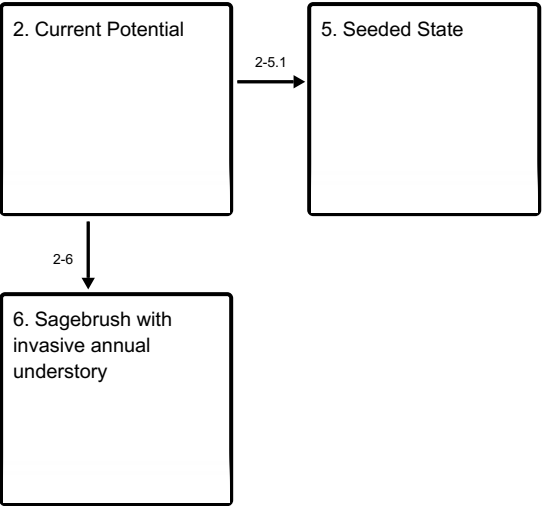 2. Current Potential
2-5.1
5. Seeded State
2-6
6. Sagebrush with
invasive annual
understory